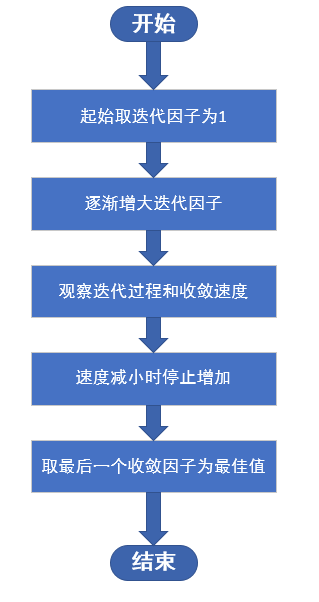 开始
起始取迭代因子为1
逐渐增大迭代因子
观察迭代过程和收敛速度
速度减小时停止增加
取最后一个收敛因子为最佳值
结束